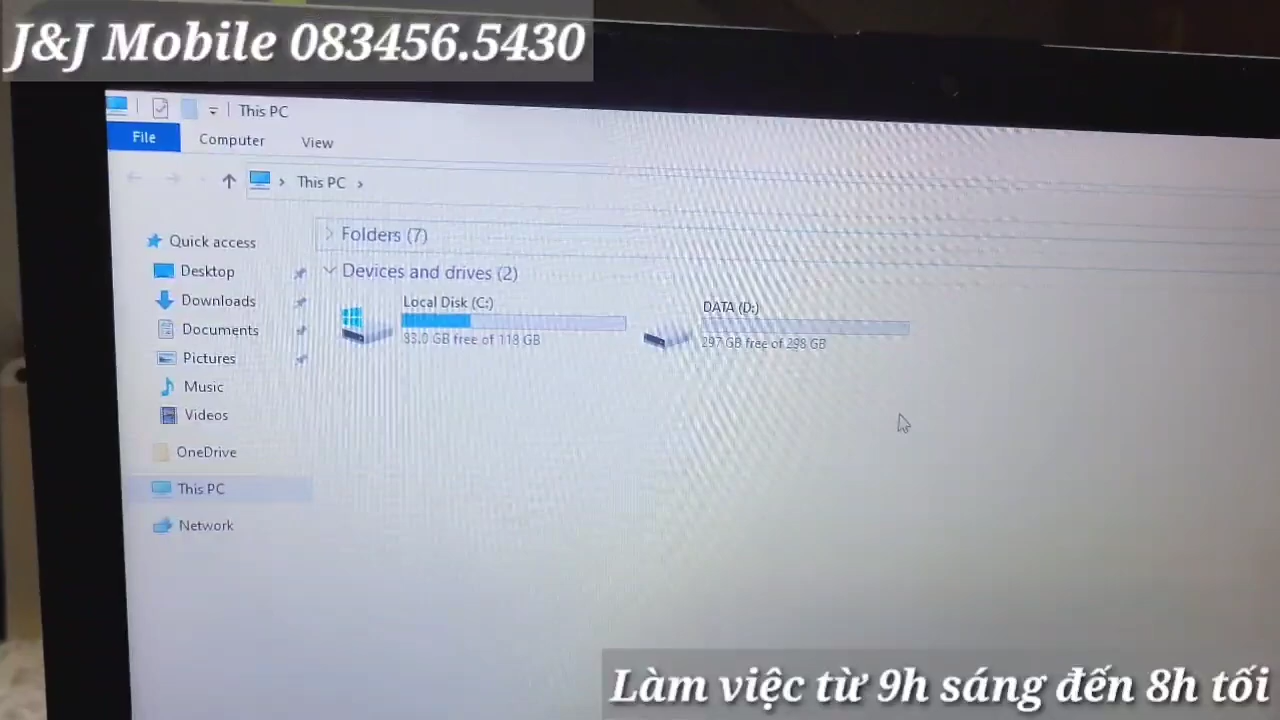 J&J Mobile 083456.5430
This PC
File Computer View
This PC
Folders (7)
Quick access
Devices and drives (2)
Desktop
Local Disk (C:)
DATA (D:)
Downloads
83.0 GB free of 118 GB
297 GB free of 298 GB
Documents
Pictures
Music
Videos
OneDrive
This PC
Network
Làm việc từ 9h sáng đến 8h tối